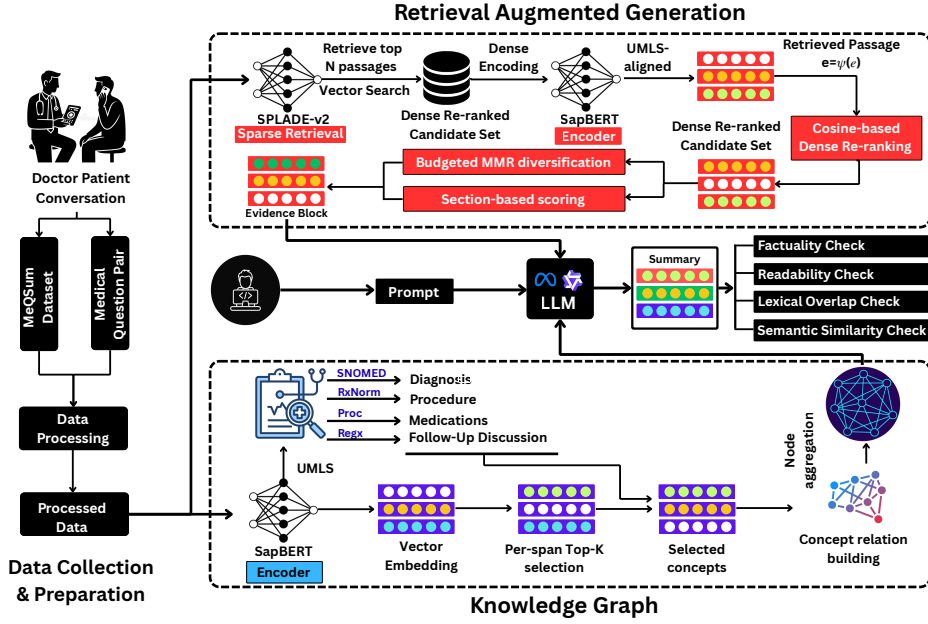 Retrieval Augmented Generation
Doctor Patient
Conversation
MeQSum
Dataset
Medical
Question Pair
Data
Processing
Processed
Data
Data Collection
& Preparation
SPLADE-v2
Sparse Retrieval
Retrieve top
N passages
Vector Search
Dense Re-ranked
Candidate Set
Dense
Encoding
SapBERT
Encoder
UMLS-
aligned
Retrieved Passage
e=ψ(e)
Cosine-based
Dense Re-ranking
Dense Re-ranked
Candidate Set
Budgeted MMR diversification
Section-based scoring
Evidence Block
Prompt
LLM
Summary
Factuality Check
Readability Check
Lexical Overlap Check
Semantic Similarity Check
SNOMED
Diagnosis
RxNorm
Procedure
Proc
Medications
Regx
Follow-Up Discussion
UMLS
SapBERT
Encoder
Vector
Embedding
Per-span Top-K
selection
Selected
concepts
Concept relation
building
Node
aggregation
Knowledge Graph